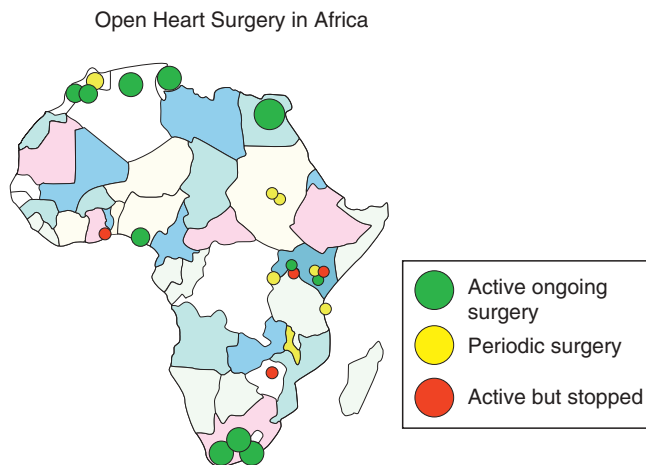 Open Heart Surgery in Africa
Active ongoing
surgery
Periodic surgery
Active but stopped